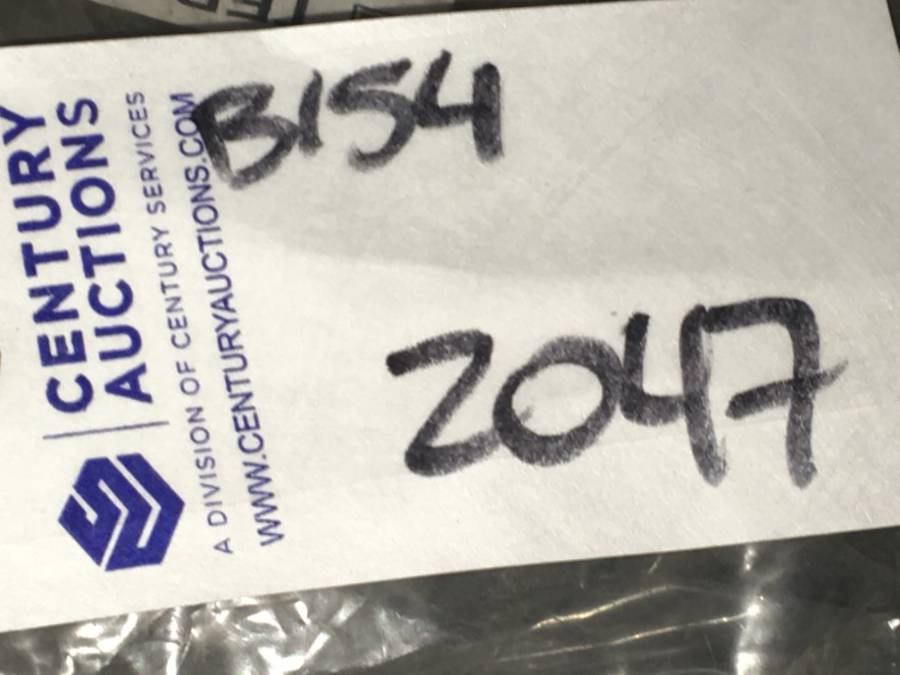 CENTURY
AUCTIONS
A DIVISION OF CENTURY SERVICES
WWW.CENTURYAUCTIONS.COM
B154
2047